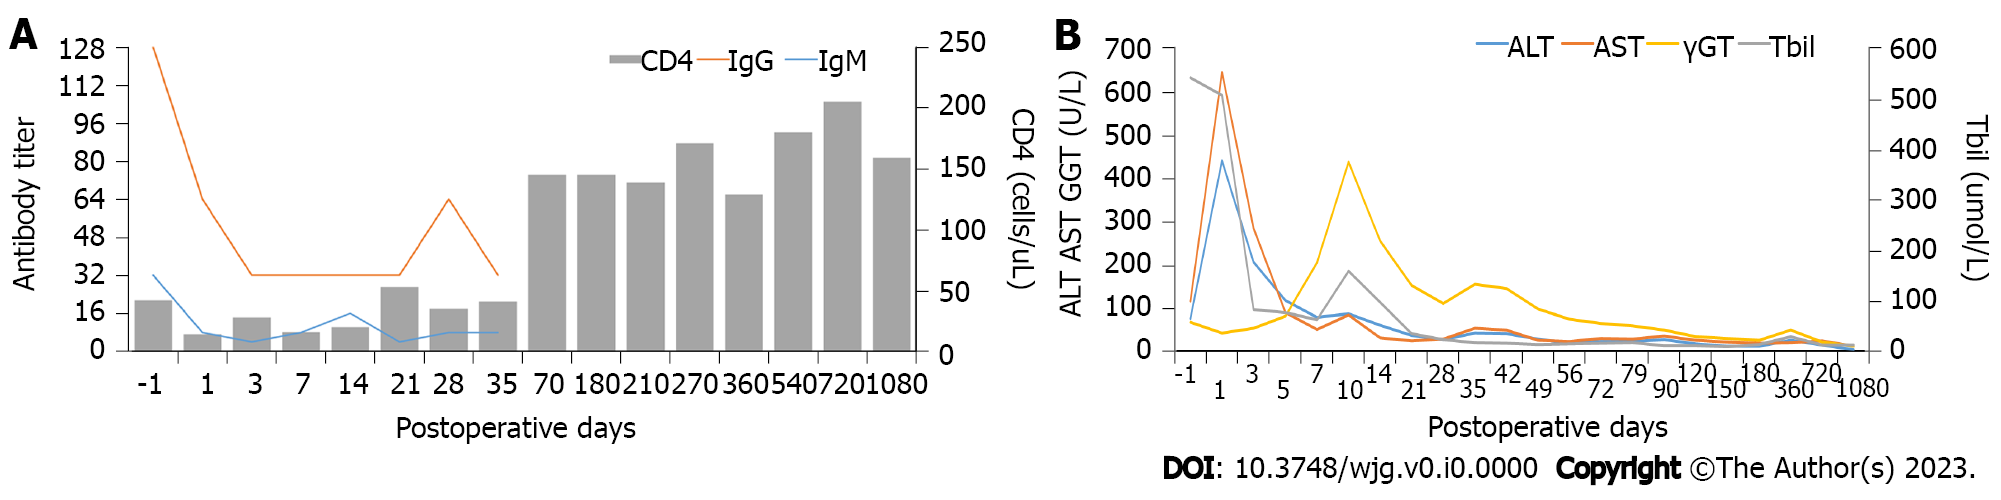 A
128
112
96
80
64
48
32
16
0
Antibody titer
CD4 IgG IgM
250
200
150
100
50
0
CD4 (cells/uL)
-1 1 3 7 14 21 28 35 70 180 210 270 360 540 720 1080
Postoperative days
B
700
600
500
400
300
200
100
0
ALT AST GGT (U/L)
ALT AST γGT Tbil
600
500
400
300
200
100
0
Tbil (umol/L)
-1 3 7 14 28 42 56 79 120 180 720
1 5 10 21 35 49 72 90 150 360 1080
Postoperative days
DOI: 10.3748/wjg.v0.i0.0000 Copyright ©The Author(s) 2023.